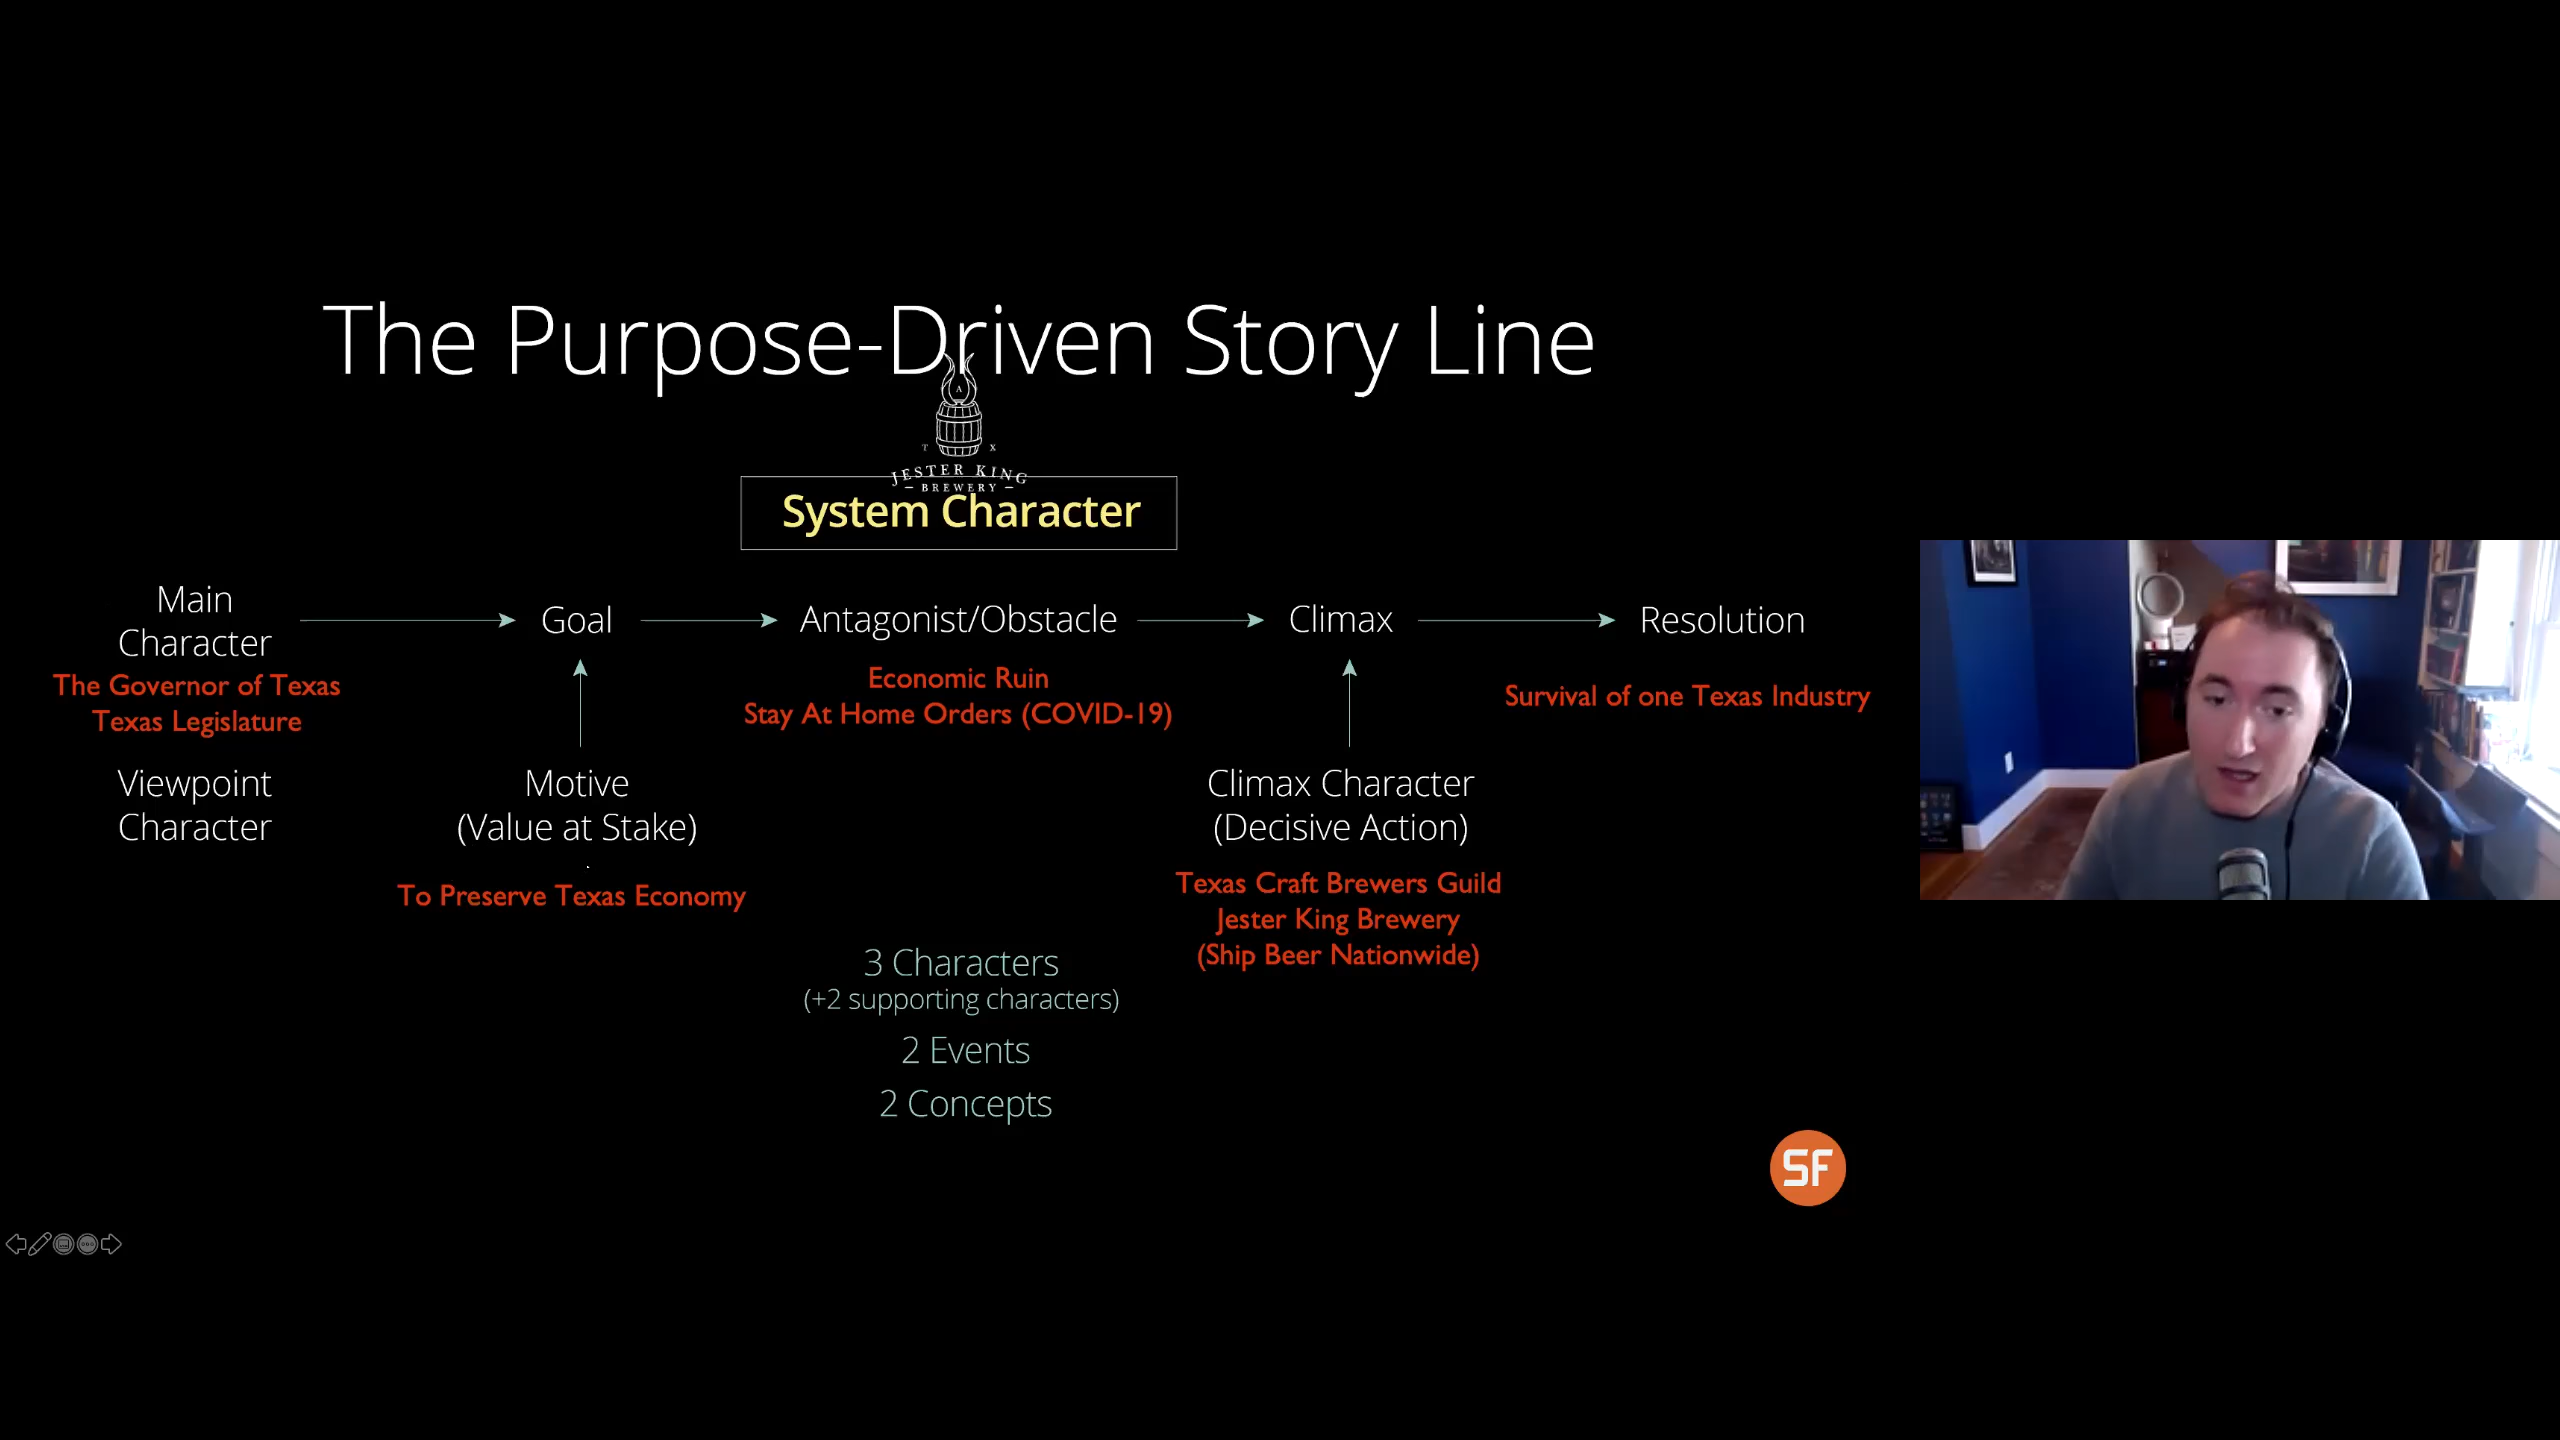 The Purpose-Driven Story Line
A
T X
JESTER KING
BREWERY
System Character
Main
Character
The Governor of Texas
Texas Legislature
Viewpoint
Character
Goal
Motive
(Value at Stake)
To Preserve Texas Economy
Antagonist/Obstacle
Economic Ruin
Stay At Home Orders (COVID-19)
Climax
Climax Character
(Decisive Action)
Texas Craft Brewers Guild
Jester King Brewery
(Ship Beer Nationwide)
Resolution
Survival of one Texas Industry
3 Characters
(+2 supporting characters)
2 Events
2 Concepts
SF